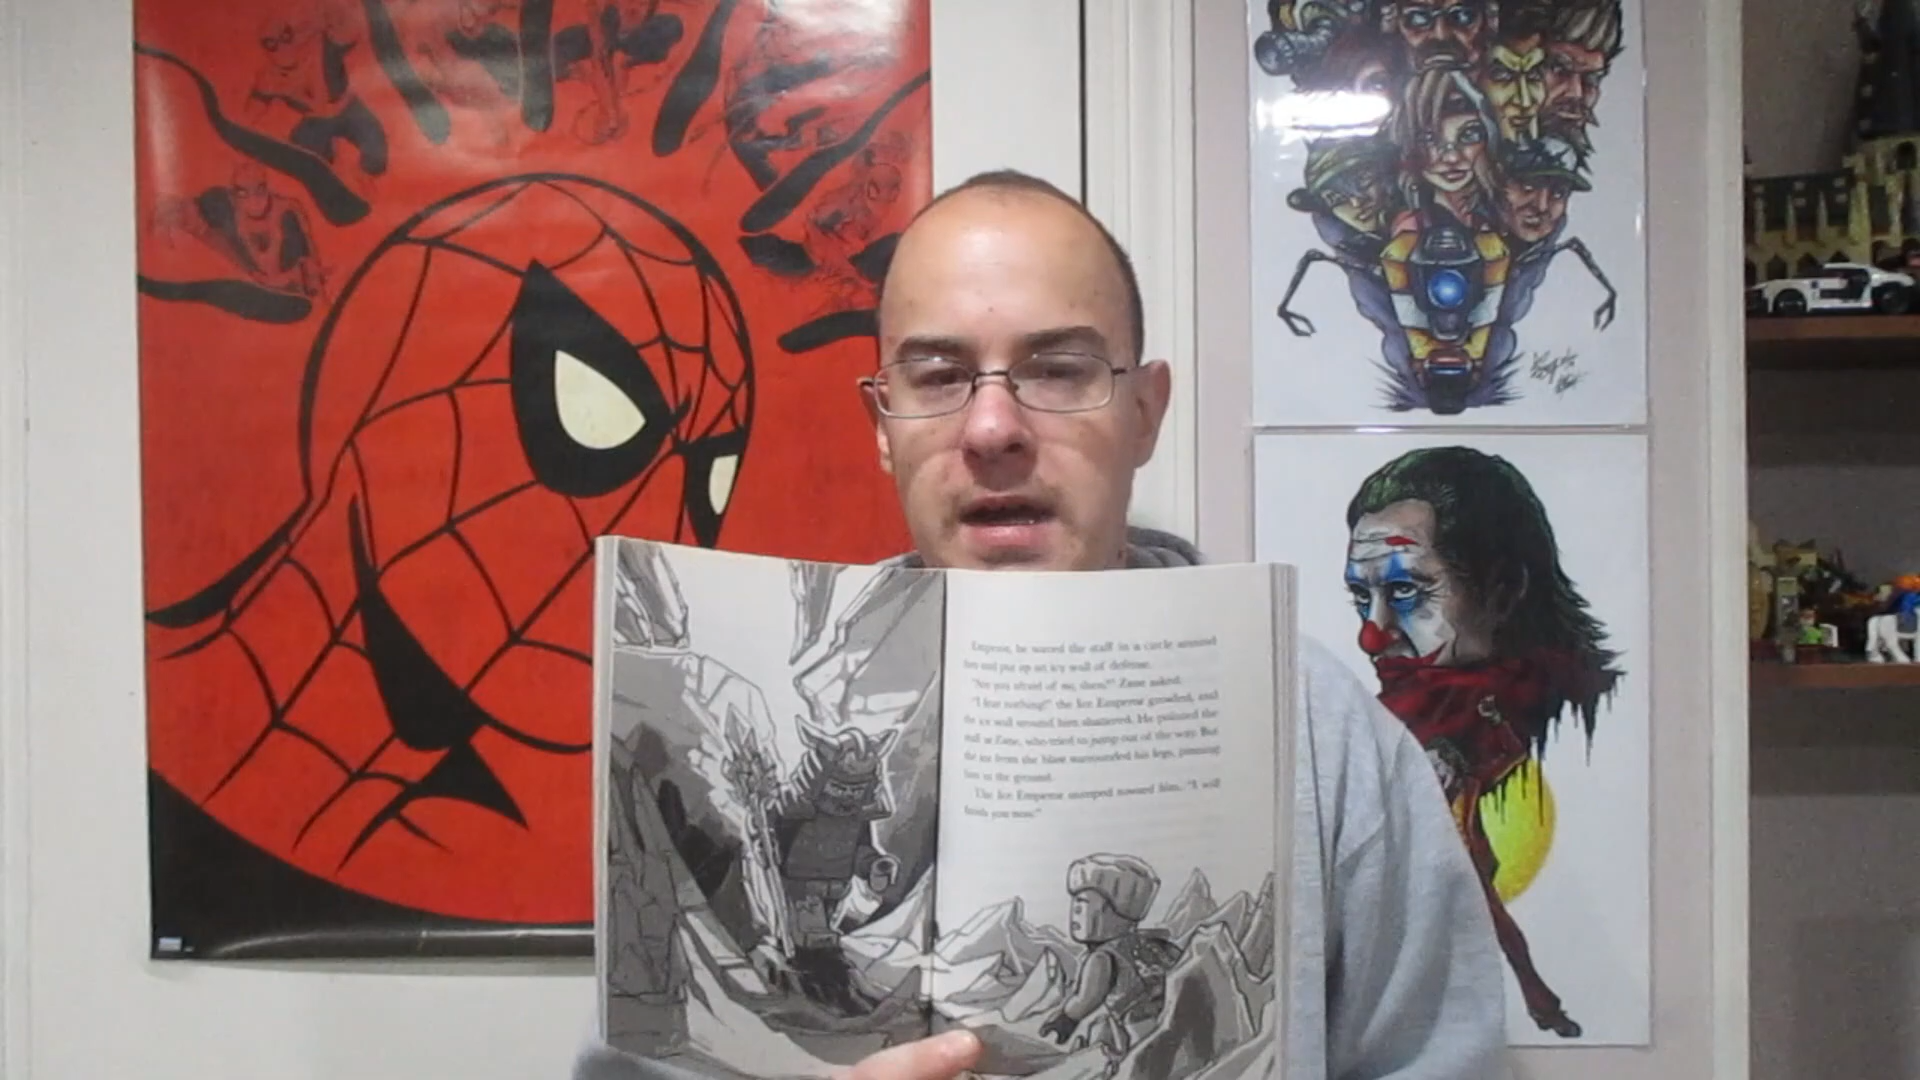 Emperor, he waved the staff in a circle around
him and put up an icy wall of defense.
"Are you afraid of me, then?" Zane asked.
"I fear nothing!" the Ice Emperor growled, and
the ice wall around him shattered. He pointed the
staff at Zane, who tried to jump out of the way. But
the ice from the blast surrounded his legs, pinning
him to the ground.
The Ice Emperor stomped toward him. "I will
finish you now!"